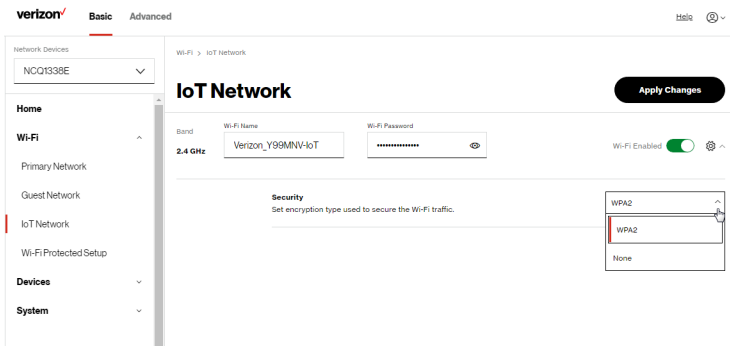 verizon
Basic
Advanced
Help
Network Devices
NCQ1338E
Home
Wi-Fi
Primary Network
Guest Network
IoT Network
Wi-Fi Protected Setup
Devices
System
Wi-Fi > IoT Network
IoT Network
Apply Changes
Band
2.4 GHz
Wi-Fi Name
Verizon_Y99MNV-IoT
Wi-Fi Password
•••••••••••••••
Wi-Fi Enabled
Security
Set encryption type used to secure the Wi-Fi traffic.
WPA2
WPA2
None